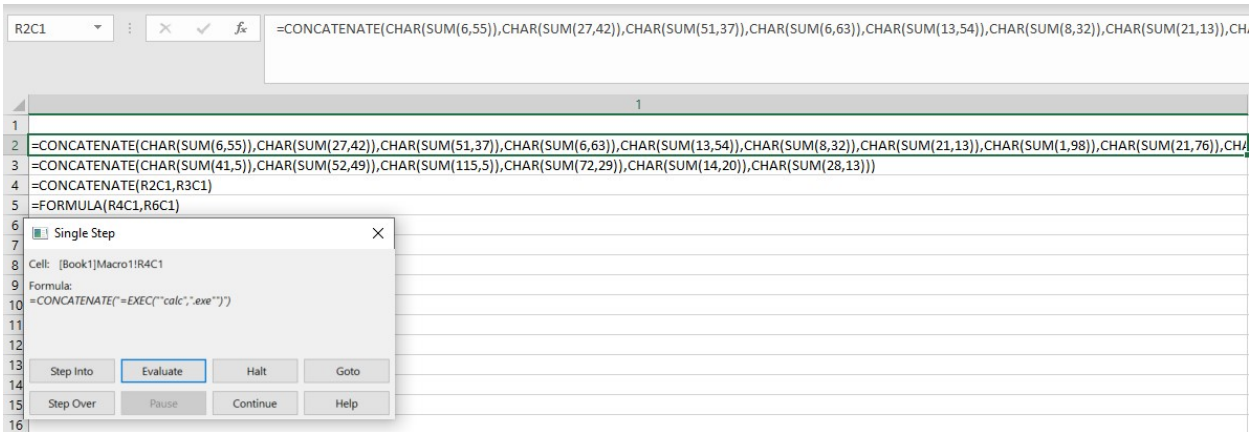 R2C1 fx =CONCATENATE(CHAR(SUM(6,55)),CHAR(SUM(27,42)),CHAR(SUM(51,37)),CHAR(SUM(6,63)),CHAR(SUM(13,54)),CHAR(SUM(8,32)),CHAR(SUM(21,13)),CH
1
1
2 =CONCATENATE(CHAR(SUM(6,55)),CHAR(SUM(27,42)),CHAR(SUM(51,37)),CHAR(SUM(6,63)),CHAR(SUM(13,54)),CHAR(SUM(8,32)),CHAR(SUM(21,13)),CHAR(SUM(1,98)),CHAR(SUM(21,76)),CHA
3 =CONCATENATE(CHAR(SUM(41,5)),CHAR(SUM(52,49)),CHAR(SUM(115,5)),CHAR(SUM(72,29)),CHAR(SUM(14,20)),CHAR(SUM(28,13)))
4 =CONCATENATE(R2C1,R3C1)
5 =FORMULA(R4C1,R6C1)
6
7
8
9
10
11
12
13
14
15
16
Single Step
Cell: [Book1]Macro1!R4C1
Formula:
=CONCATENATE("=EXEC(""calc",".exe"")")
Step Into Evaluate Halt Goto
Step Over Pause Continue Help